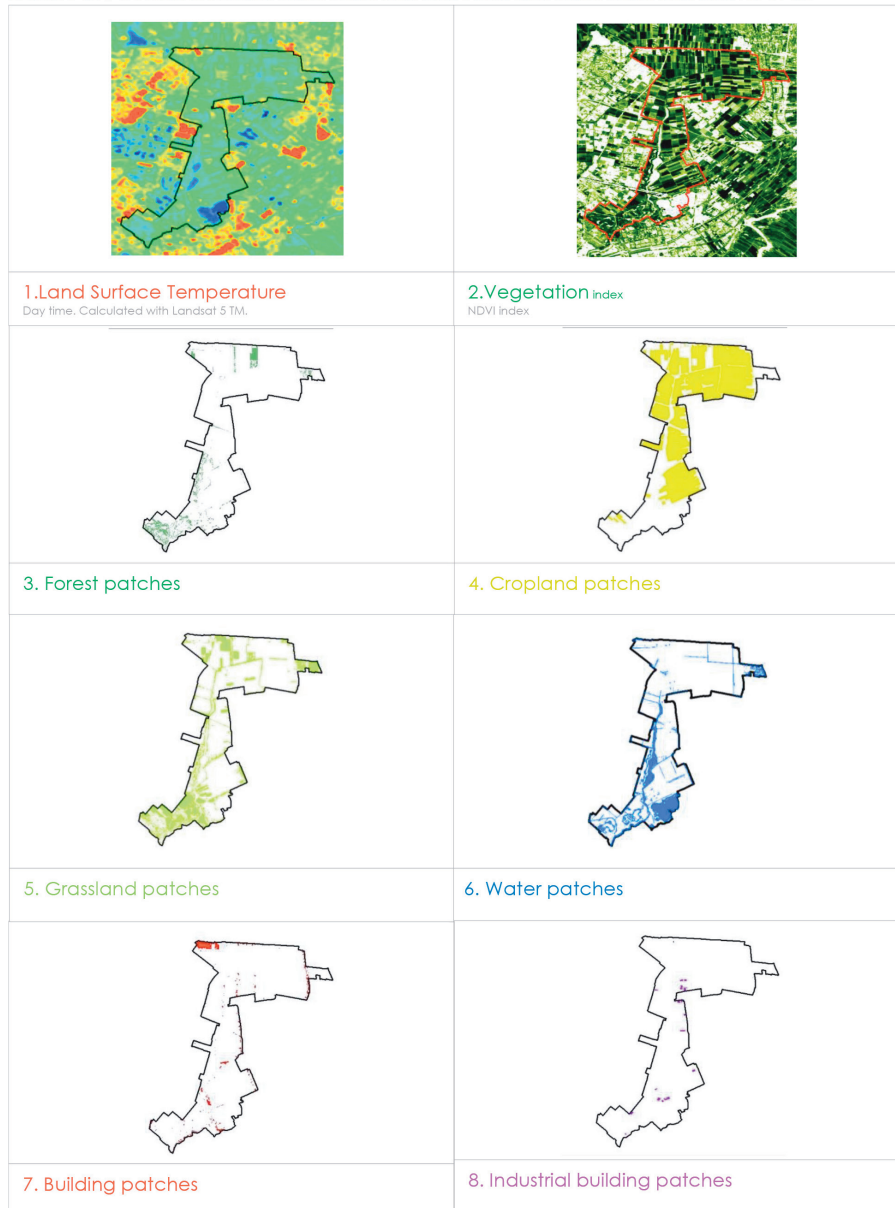 1.Land Surface Temperature
Day time. Calculated with Landsat 5 TM.
2.Vegetation index
NDVI index
3. Forest patches
4. Cropland patches
5. Grassland patches
6. Water patches
7. Building patches
8. Industrial building patches